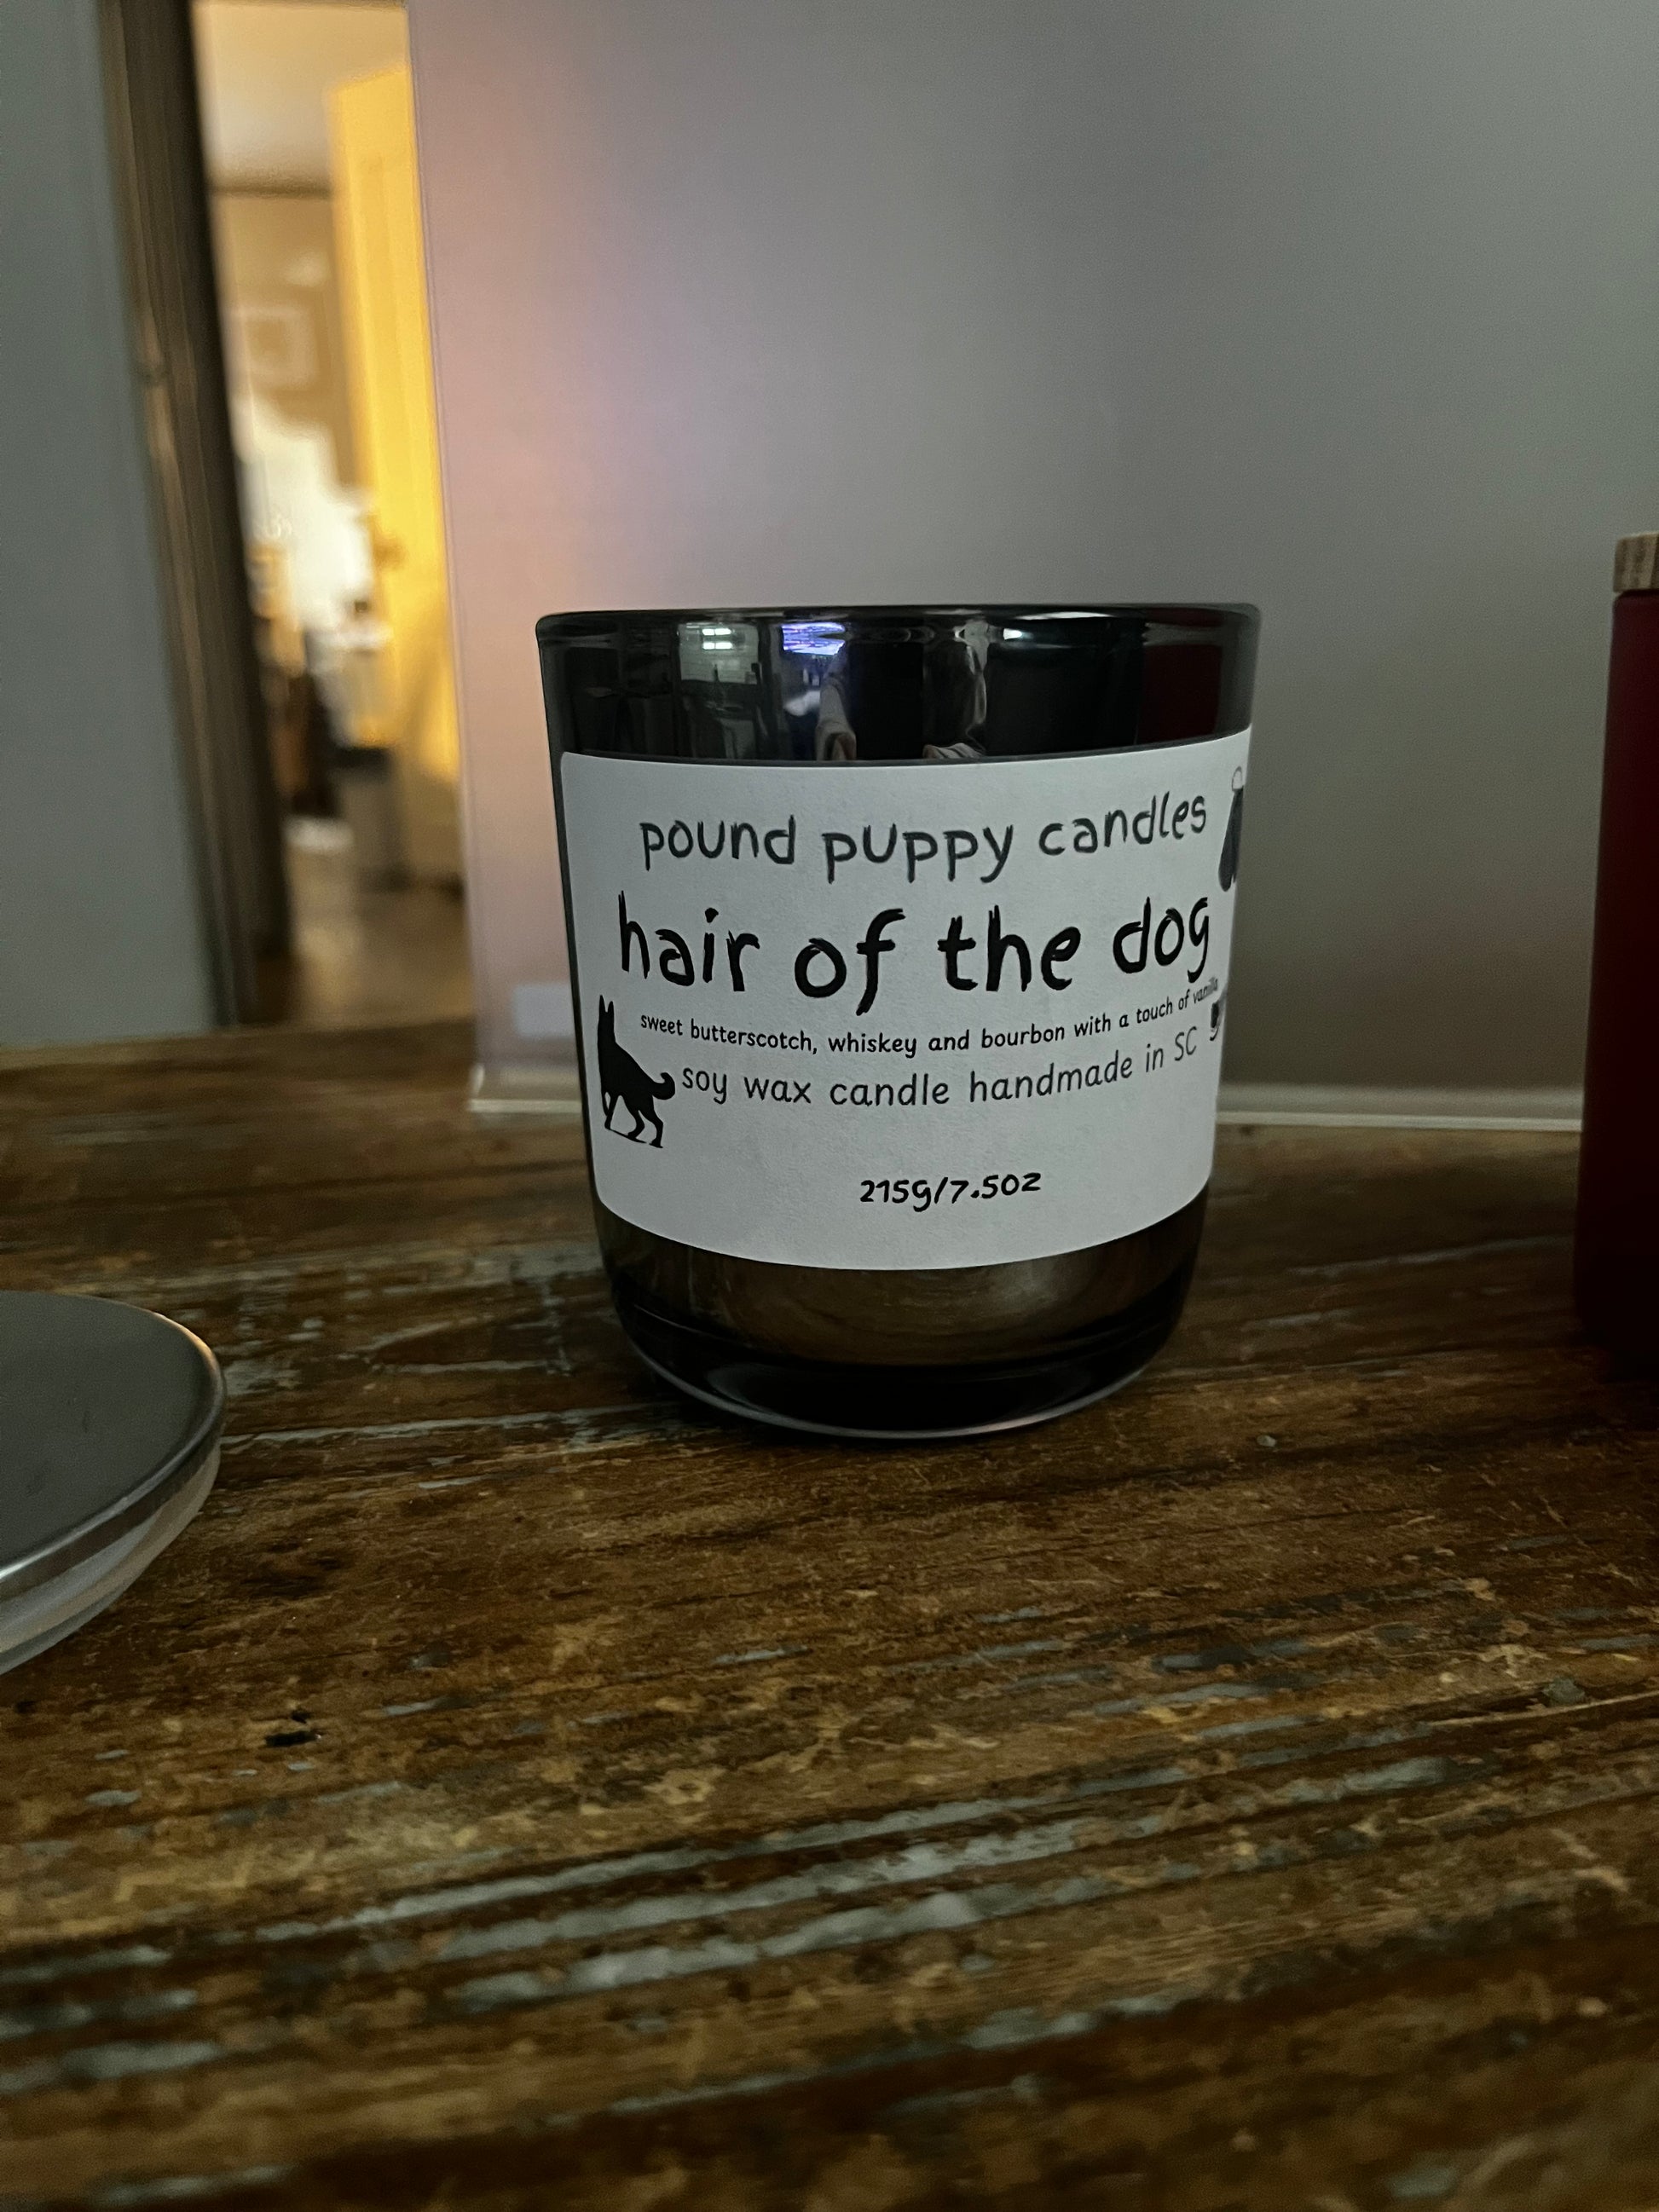 pound puppy candles
hair of the dog
sweet butterscotch, whiskey and bourbon with a touch of vanilla
soy wax candle handmade in SC
215g/7.5oz